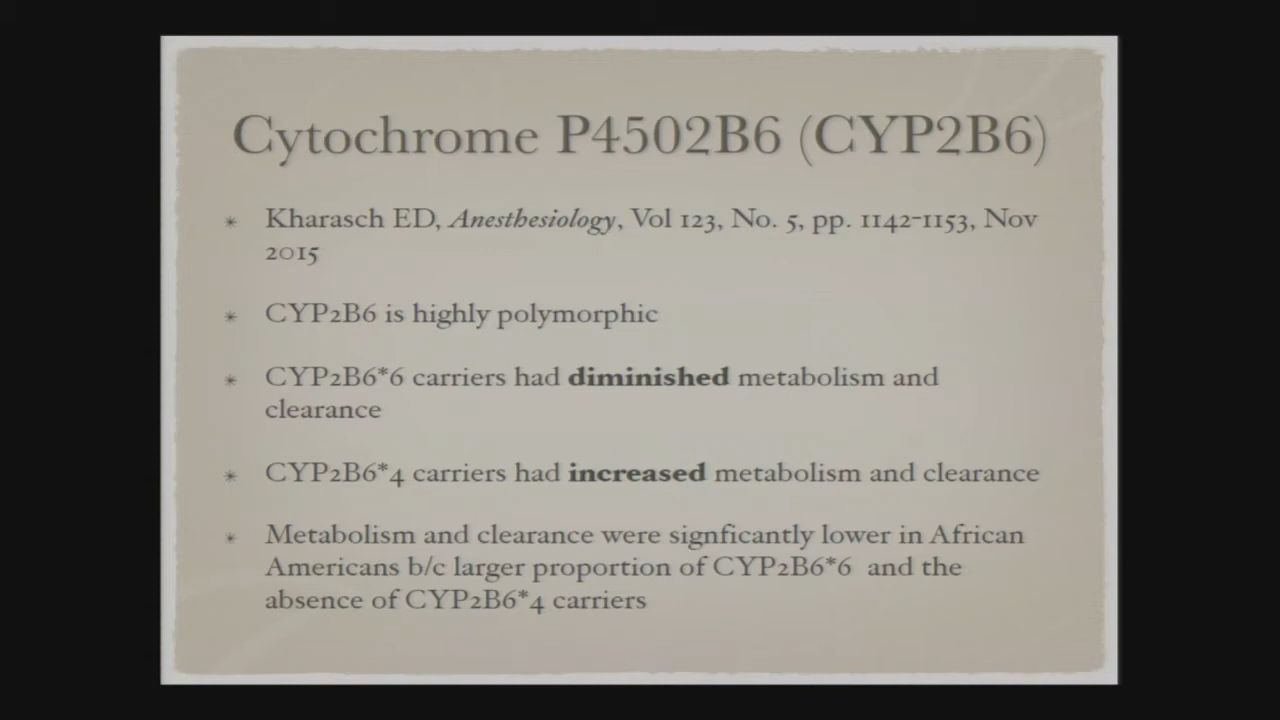 Cytochrome P4502B6 (CYP2B6)
* Kharasch ED, Anesthesiology, Vol 123, No. 5, pp. 1142-1153, Nov
2015
* CYP2B6 is highly polymorphic
* CYP2B6*6 carriers had diminished metabolism and
clearance
* CYP2B6*4 carriers had increased metabolism and clearance
* Metabolism and clearance were signficantly lower in African
Americans b/c larger proportion of CYP2B6*6 and the
absence of CYP2B6*4 carriers